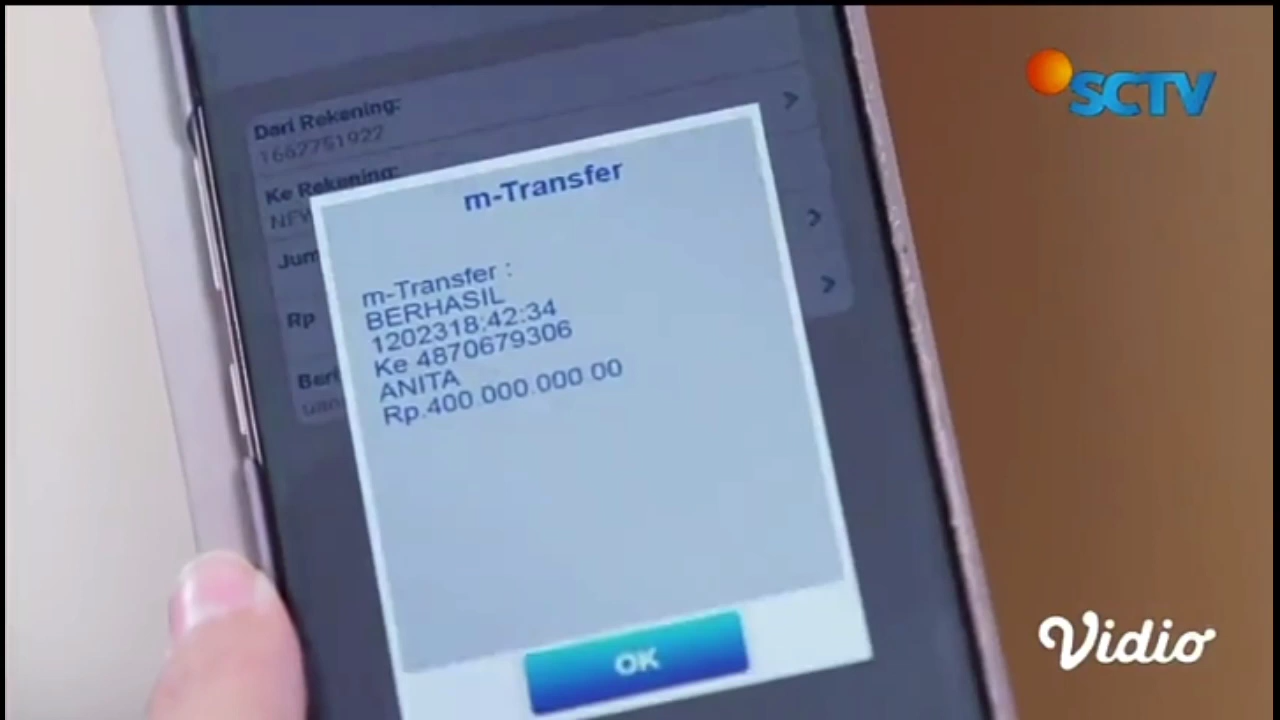 SCTV
Dari Rekening:
1662751922
Ke Rekening:
Rp
m-Transfer
m-Transfer :
BERHASIL
1202318:42:34
Ke 4870679306
ANITA
Rp.400.000.000 00
OK
Vidio